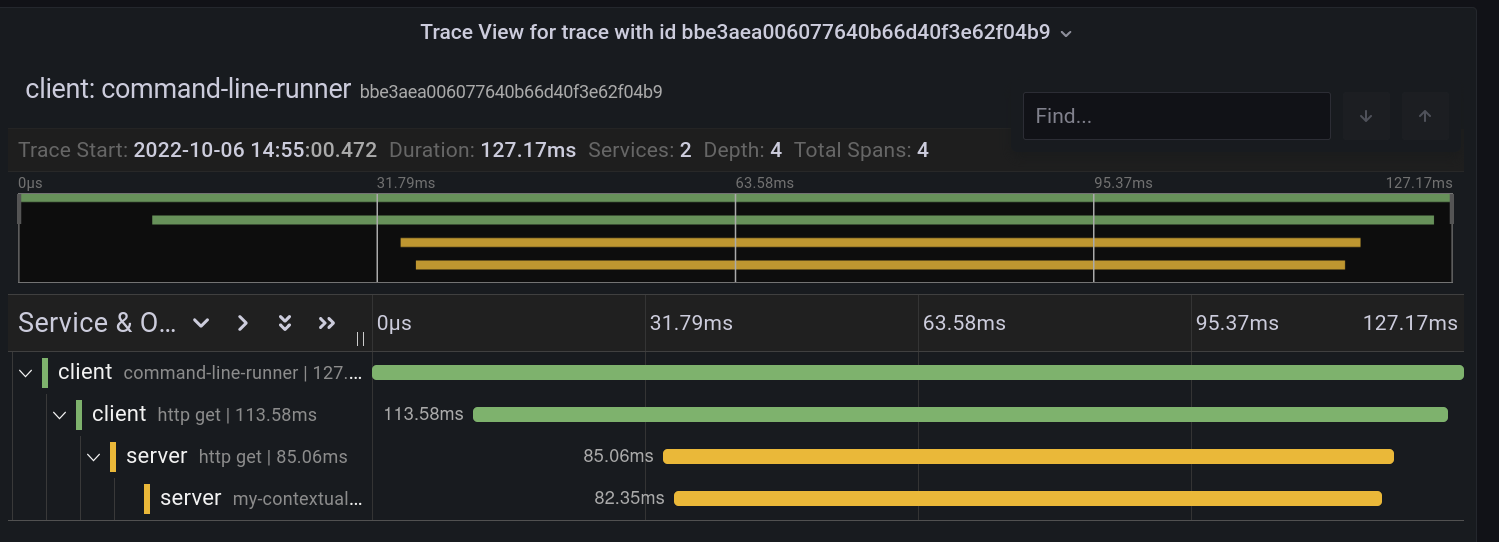 Trace View for trace with id bbe3aea006077640b66d40f3e62f04b9
client: command-line-runner bbe3aea006077640b66d40f3e62f04b9
Find...
Trace Start: 2022-10-06 14:55:00.472 Duration: 127.17ms Services: 2 Depth: 4 Total Spans: 4
0μs 31.79ms 63.58ms 95.37ms 127.17ms
Service & O... 0μs 31.79ms 63.58ms 95.37ms 127.17ms
client command-line-runner | 127....
client http get | 113.58ms 113.58ms
server http get | 85.06ms 85.06ms
server my-contextual... 82.35ms